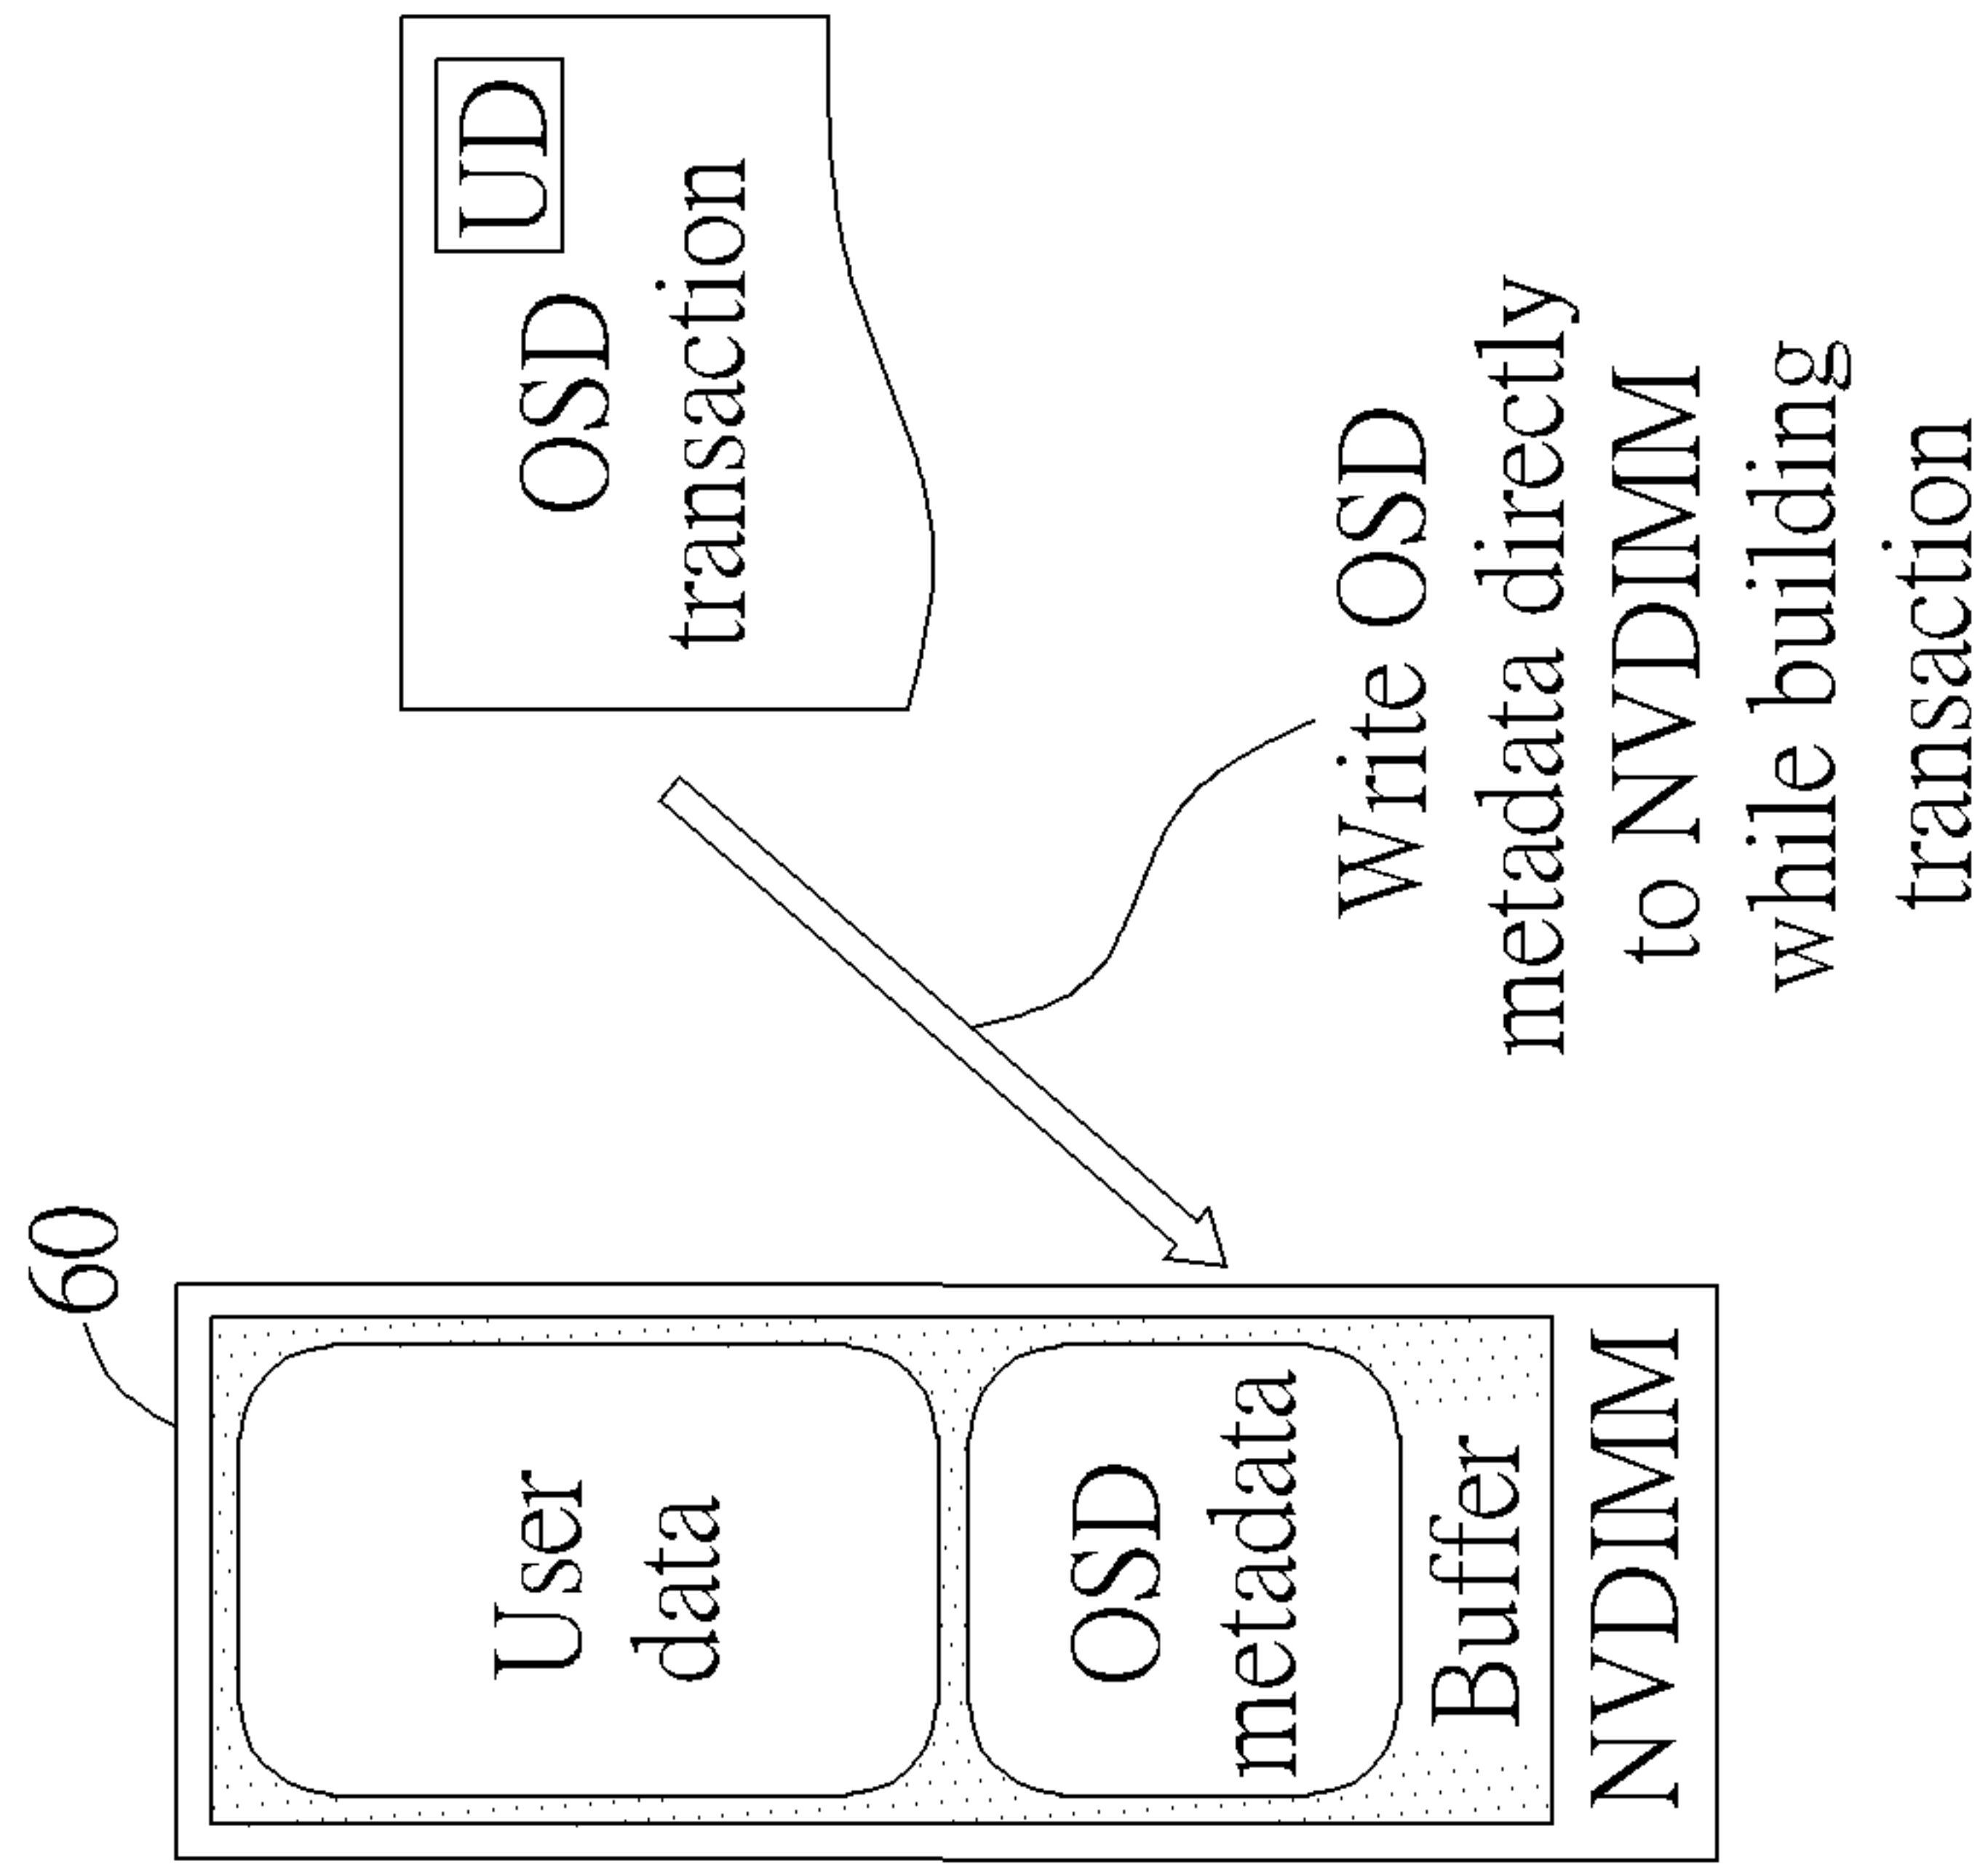 60
User
data
OSD
metadata
Buffer
NVDIMM
UD
OSD
transaction
Write OSD
metadata directly
to NVDIMM
while building
transaction